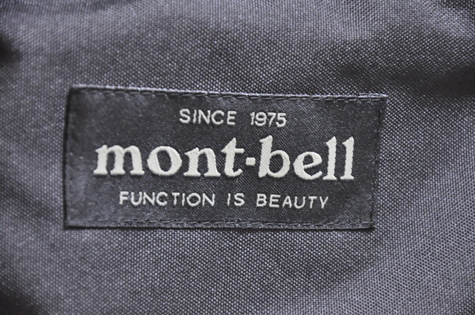 SINCE 1975
mont-bell
FUNCTION IS BEAUTY